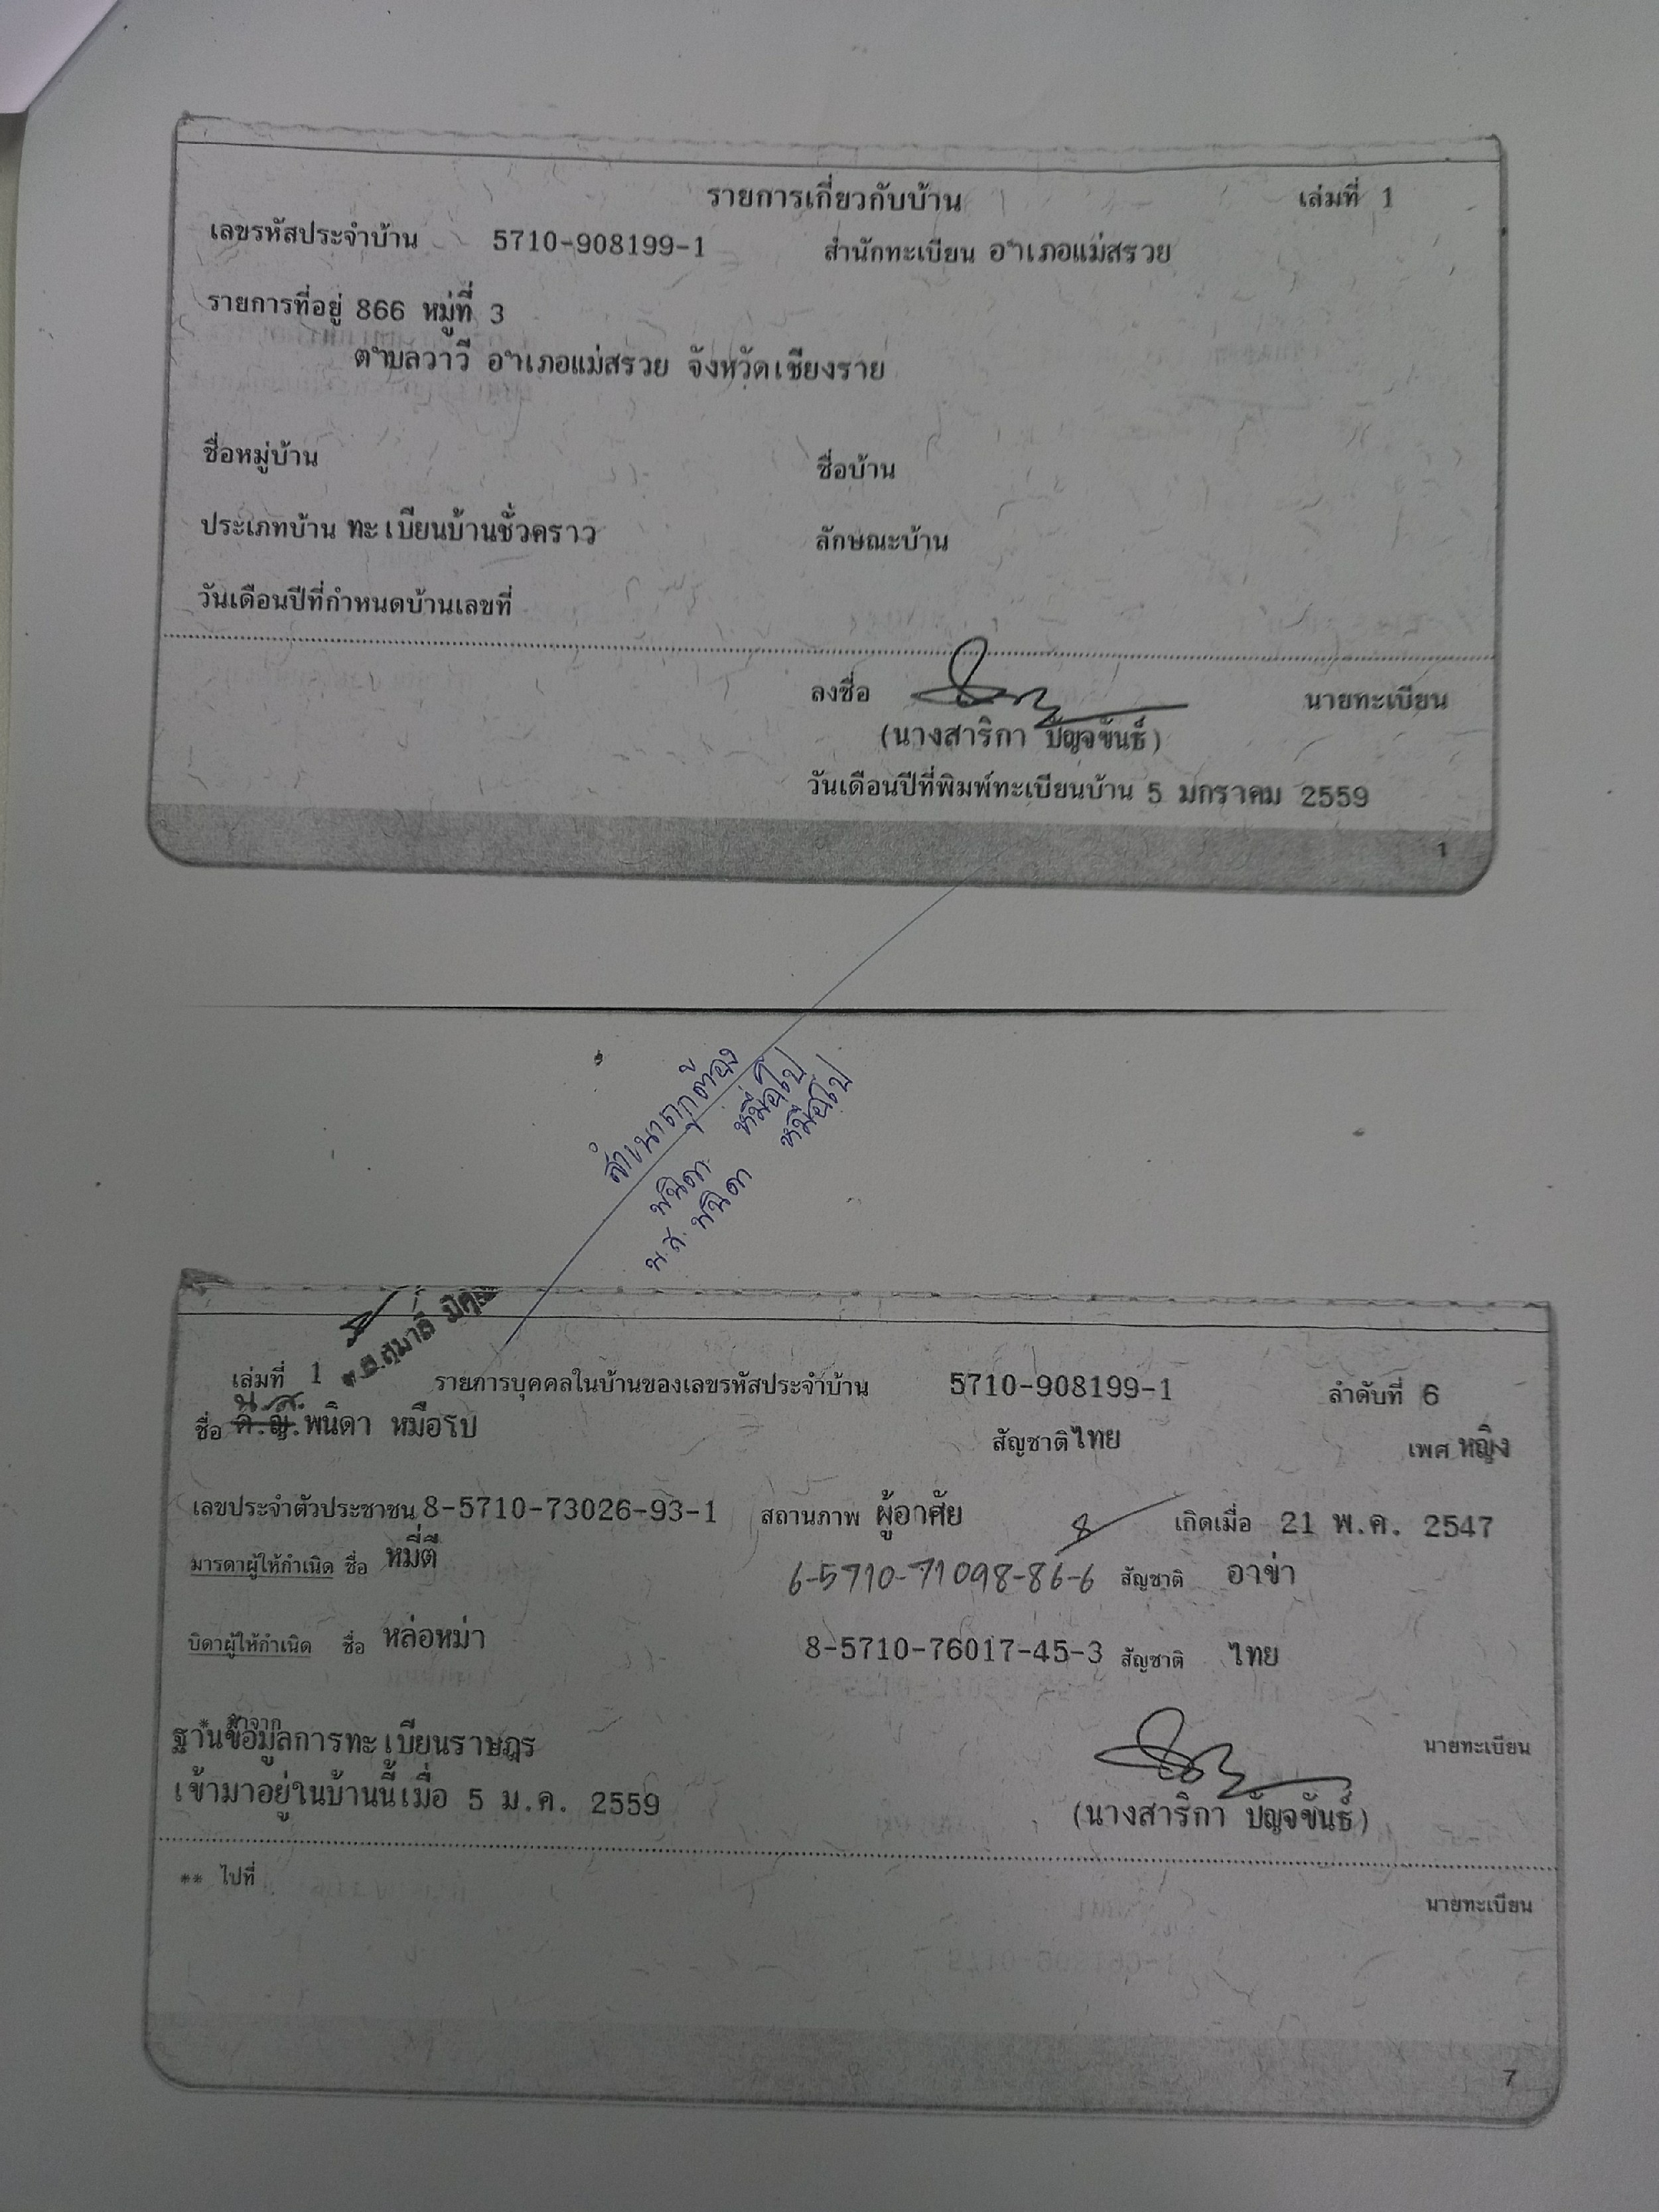 รายการเกี่ยวกับบ้าน เล่มที่ 1
เลขรหัสประจำบ้าน 5710-908199-1 สำนักทะเบียน อำเภอแม่สรวย
รายการที่อยู่ 866 หมู่ที่ 3
ตำบลวาวี อำเภอแม่สรวย จังหวัดเชียงราย
ชื่อหมู่บ้าน ชื่อบ้าน
ประเภทบ้าน ทะเบียนบ้านชั่วคราว ลักษณะบ้าน
วันเดือนปีที่กำหนดบ้านเลขที่
ลงชื่อ นายทะเบียน
(นางสาริกา ปัญจขันธ์)
วันเดือนปีที่พิมพ์ทะเบียนบ้าน 5 มกราคม 2559
1
สำเนาถูกต้อง
พนิดา หมื่อโป
น.ส. พนิดา หมือโป
น.ส.สุมาลี
เล่มที่ 1 รายการบุคคลในบ้านของเลขรหัสประจำบ้าน 5710-908199-1 ลำดับที่ 6
น.ส.
ชื่อ ด.ญ.พนิดา หมือโป สัญชาติ ไทย เพศ หญิง
เลขประจำตัวประชาชน 8-5710-73026-93-1 สถานภาพ ผู้อาศัย เกิดเมื่อ 21 พ.ค. 2547
มารดาผู้ให้กำเนิด ชื่อ หมี่ตี 6-5710-71098-86-6 สัญชาติ อาข่า
บิดาผู้ให้กำเนิด ชื่อ หล่อหม่า 8-5710-76017-45-3 สัญชาติ ไทย
* มาจาก
ฐานข้อมูลการทะเบียนราษฎร นายทะเบียน
เข้ามาอยู่ในบ้านนี้เมื่อ 5 ม.ค. 2559 (นางสาริกา ปัญจขันธ์)
** ไปที่
นายทะเบียน
7